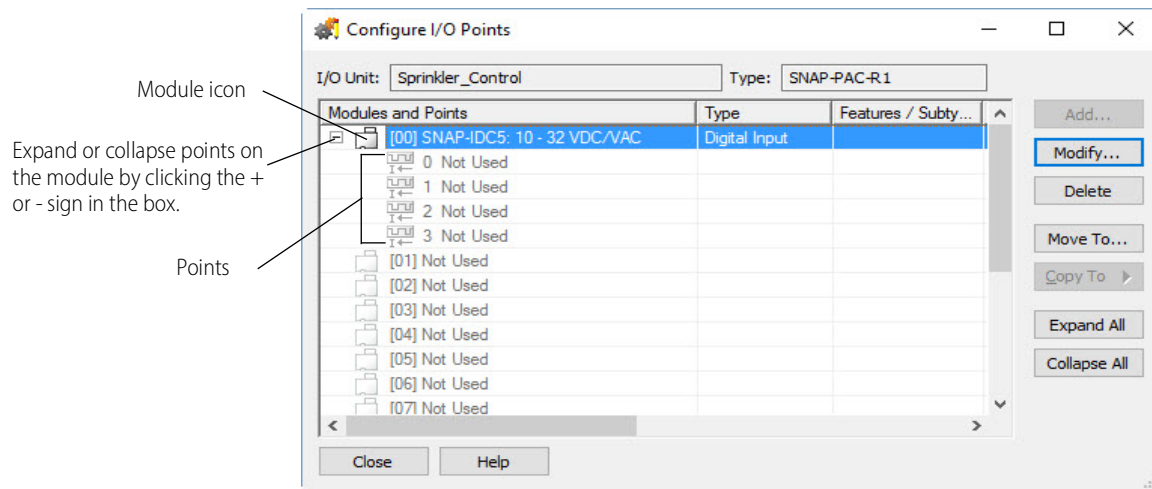 Configure I/O Points
I/O Unit: Sprinkler_Control Type: SNAP-PAC-R1
Modules and Points Type Features / Subty...
[00] SNAP-IDC5: 10 - 32 VDC/VAC Digital Input
0 Not Used
1 Not Used
2 Not Used
3 Not Used
[01] Not Used
[02] Not Used
[03] Not Used
[04] Not Used
[05] Not Used
[06] Not Used
[07] Not Used
Add...
Modify...
Delete
Move To...
Copy To
Expand All
Collapse All
Close Help
Module icon
Expand or collapse points on
the module by clicking the +
or - sign in the box.
Points